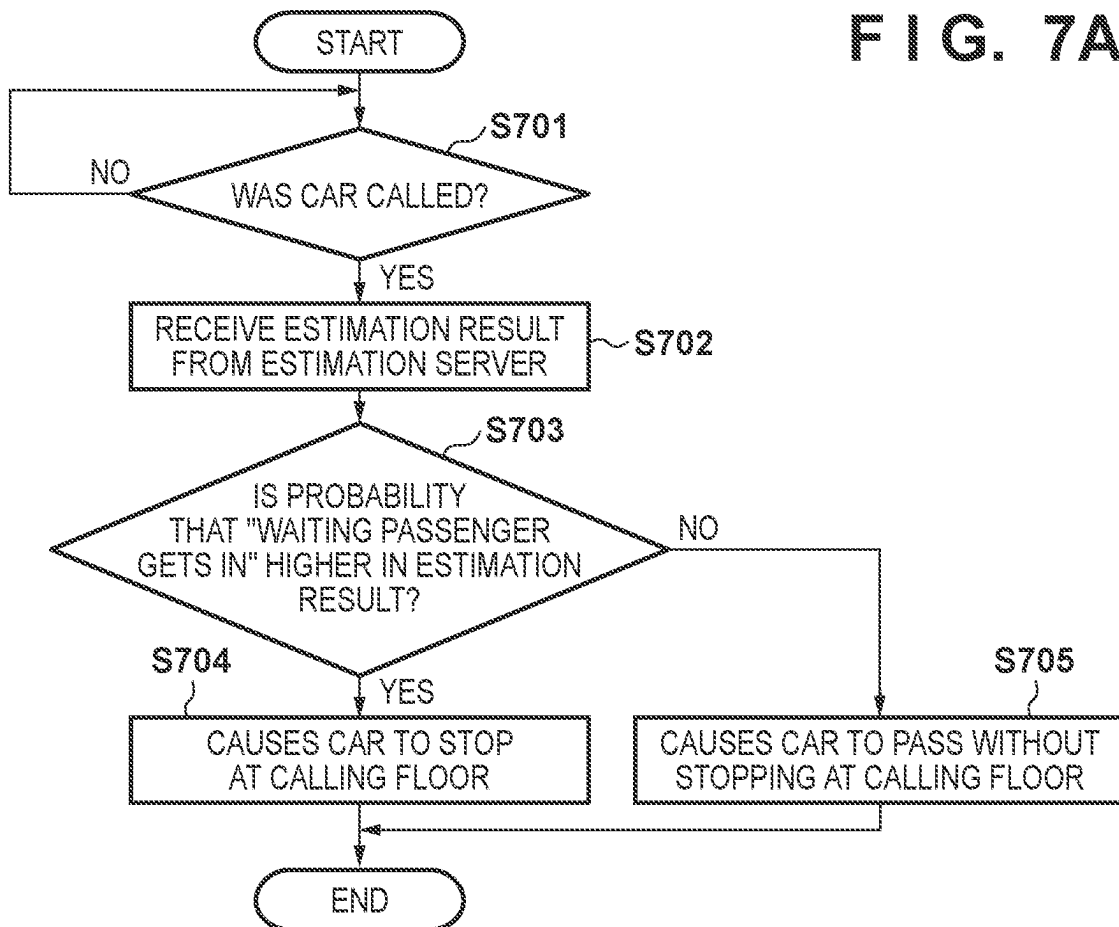 FIG. 7A
START
S701
NO
WAS CAR CALLED?
YES
RECEIVE ESTIMATION RESULT
FROM ESTIMATION SERVER
S702
S703
IS PROBABILITY
THAT "WAITING PASSENGER
GETS IN" HIGHER IN ESTIMATION
RESULT?
NO
S704
YES
S705
CAUSES CAR TO STOP
AT CALLING FLOOR
CAUSES CAR TO PASS WITHOUT
STOPPING AT CALLING FLOOR
END